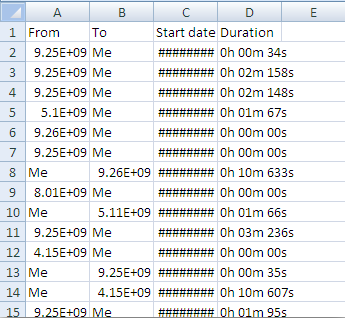 A B C D E
1 From To Start date Duration
2 9.25E+09 Me ######## 0h 00m 34s
3 9.25E+09 Me ######## 0h 02m 158s
4 9.25E+09 Me ######## 0h 02m 148s
5 5.1E+09 Me ######## 0h 01m 67s
6 9.26E+09 Me ######## 0h 00m 00s
7 9.25E+09 Me ######## 0h 00m 00s
8 Me 9.26E+09 ######## 0h 10m 633s
9 8.01E+09 Me ######## 0h 00m 00s
10 Me 5.11E+09 ######## 0h 01m 66s
11 9.25E+09 Me ######## 0h 03m 236s
12 4.15E+09 Me ######## 0h 00m 00s
13 Me 9.25E+09 ######## 0h 00m 35s
14 Me 4.15E+09 ######## 0h 10m 607s
15 9.25E+09 Me ######## 0h 01m 95s